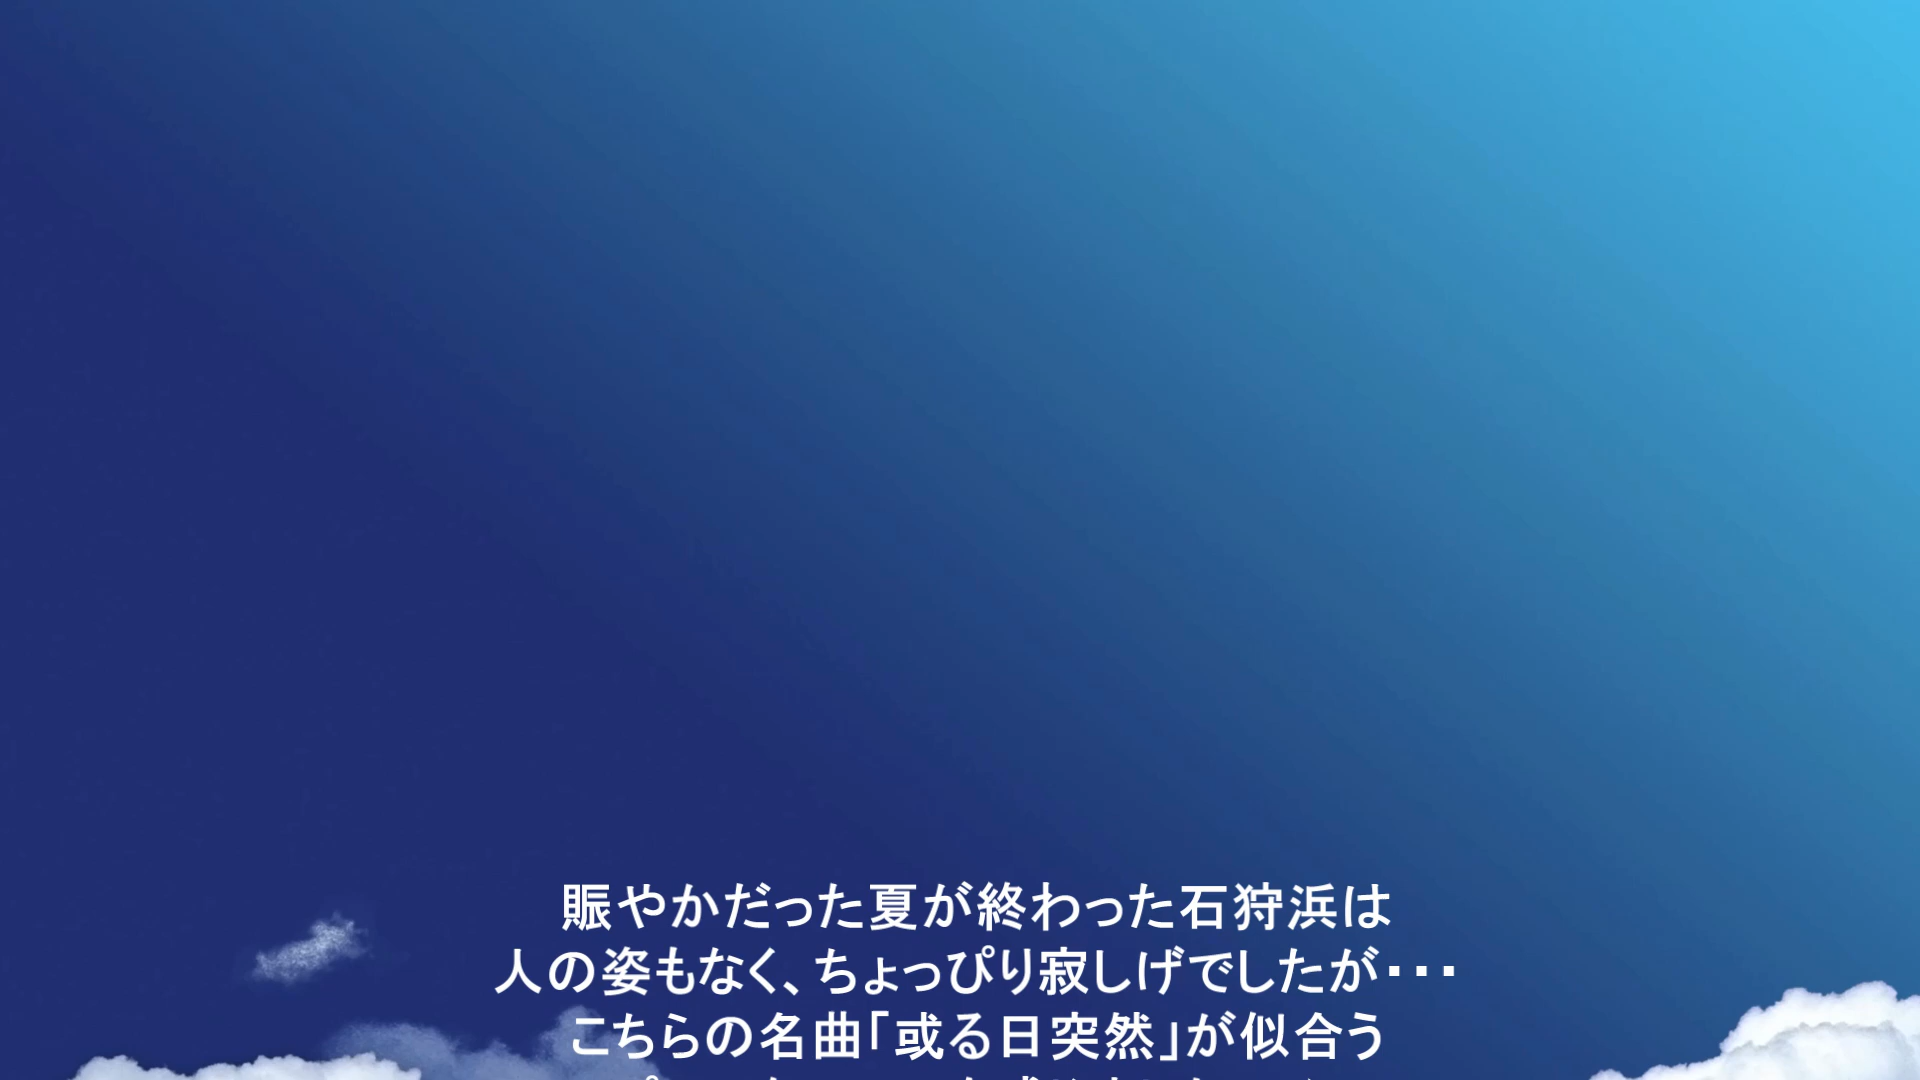 賑やかだった夏が終わった石狩浜は
人の姿もなく、ちょっぴり寂しげでしたが・・・
こちらの名曲「或る日突然」が似合う